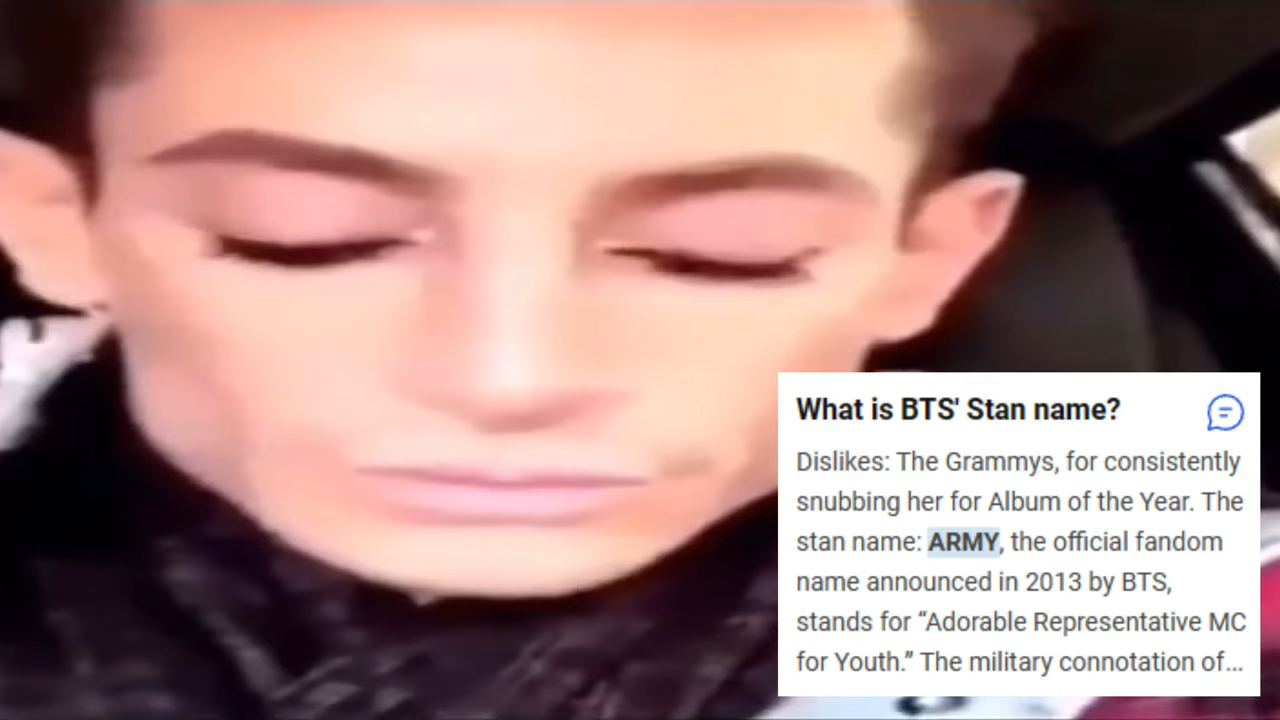 What is BTS' Stan name?
Dislikes: The Grammys, for consistently
snubbing her for Album of the Year. The
stan name: ARMY, the official fandom
name announced in 2013 by BTS,
stands for “Adorable Representative MC
for Youth.” The military connotation of...